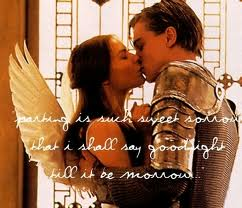 "parting is such sweet sorrow
that i shall say goodnight
till it be morrow..."